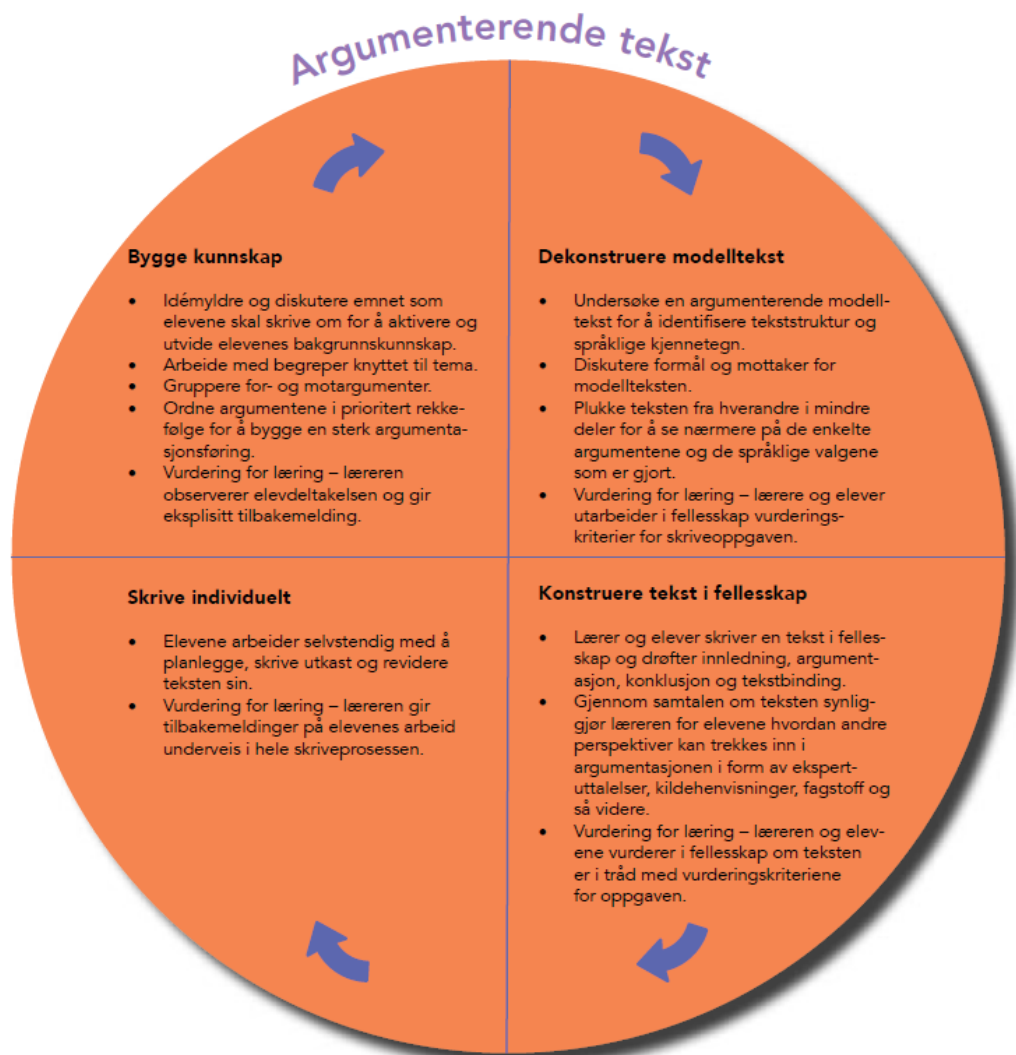 Argumenterende tekst
Bygge kunnskap
• Idémyldre og diskutere emnet som
elevene skal skrive om for å aktivere og
utvide elevenes bakgrunnskunnskap.
• Arbeide med begreper knyttet til tema.
• Gruppere for- og motargumenter.
• Ordne argumentene i prioritert rekke-
følge for å bygge en sterk argumenta-
sjonsføring.
• Vurdering for læring – læreren
observerer elevdeltakelsen og gir
eksplisitt tilbakemelding.
Dekonstruere modelltekst
• Undersøke en argumenterende modell-
tekst for å identifisere tekststruktur og
språklige kjennetegn.
• Diskutere formål og mottaker for
modellteksten.
• Plukke teksten fra hverandre i mindre
deler for å se nærmere på de enkelte
argumentene og de språklige valgene
som er gjort.
• Vurdering for læring – lærere og elever
utarbeider i fellesskap vurderings-
kriterier for skriveoppgaven.
Konstruere tekst i fellesskap
• Lærer og elever skriver en tekst i felles-
skap og drøfter innledning, argument-
asjon, konklusjon og tekstbinding.
• Gjennom samtalen om teksten synlig-
gjør læreren for elevene hvordan andre
perspektiver kan trekkes inn i
argumentasjonen i form av ekspert-
uttalelser, kildehenvisninger, fagstoff og
så videre.
• Vurdering for læring – læreren og elev-
ene vurderer i fellesskap om teksten
er i tråd med vurderingskriteriene
for oppgaven.
Skrive individuelt
• Elevene arbeider selvstendig med å
planlegge, skrive utkast og revidere
teksten sin.
• Vurdering for læring – læreren gir
tilbakemeldinger på elevenes arbeid
underveis i hele skriveprosessen.